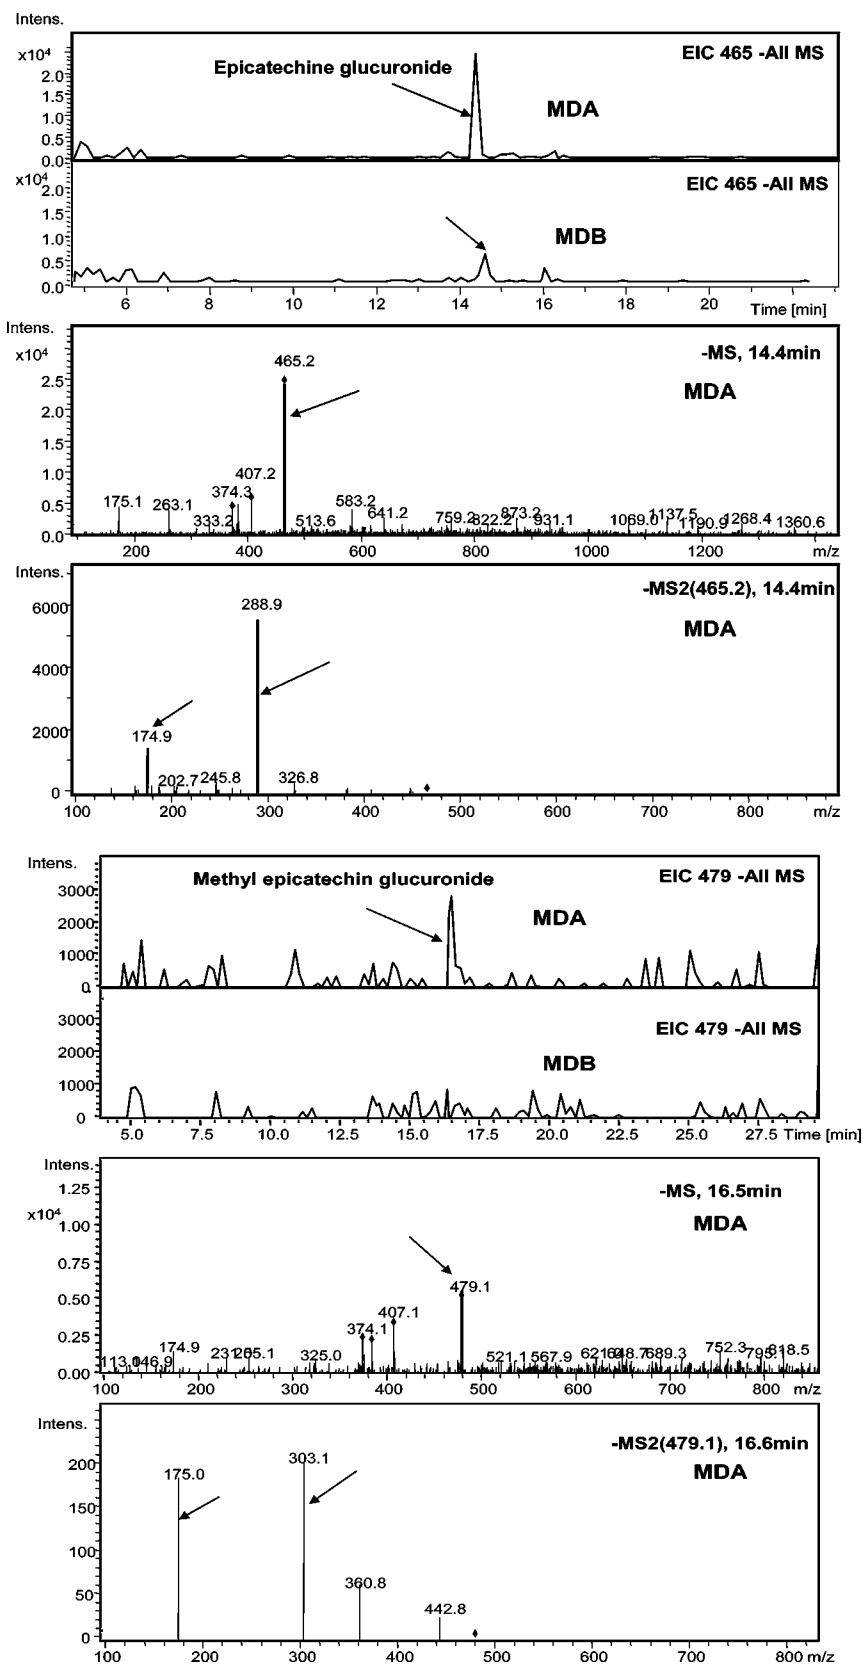 Intens.
x10⁴
2.0
1.5
1.0
0.5
0.0
Epicatechine glucuronide
EIC 465 -All MS
MDA
x10⁴
2.0
1.5
1.0
0.5
0.0
EIC 465 -All MS
MDB
6 8 10 12 14 16 18 20
Time [min]
Intens.
x10⁴
2.5
2.0
1.5
1.0
0.5
0.0
-MS, 14.4min
MDA
465.2
407.2
374.3
175.1 263.1 333.2 513.6 583.2 641.2 759.2 822.2 873.2 931.1 1069.0 1137.5 1190.9 1268.4 1360.6
200 400 600 800 1000 1200 m/z
Intens.
6000
4000
2000
0
-MS2(465.2), 14.4min
MDA
288.9
174.9
202.7 245.8 326.8
100 200 300 400 500 600 700 800 m/z
Intens.
3000
2000
1000
0
Methyl epicatechin glucuronide
EIC 479 -All MS
MDA
3000
2000
1000
0
EIC 479 -All MS
MDB
5.0 7.5 10.0 12.5 15.0 17.5 20.0 22.5 25.0 27.5 Time [min]
Intens.
1.25
x10⁴
1.00
0.75
0.50
0.25
0.00
-MS, 16.5min
MDA
479.1
407.1
374.1
113.0 146.9 174.9 325.0 521.1 567.9 689.3 752.3 818.5
100 200 300 400 500 600 700 800 m/z
Intens.
200
150
100
50
0
-MS2(479.1), 16.6min
MDA
303.1
175.0
360.8
442.8
100 200 300 400 500 600 700 800 m/z